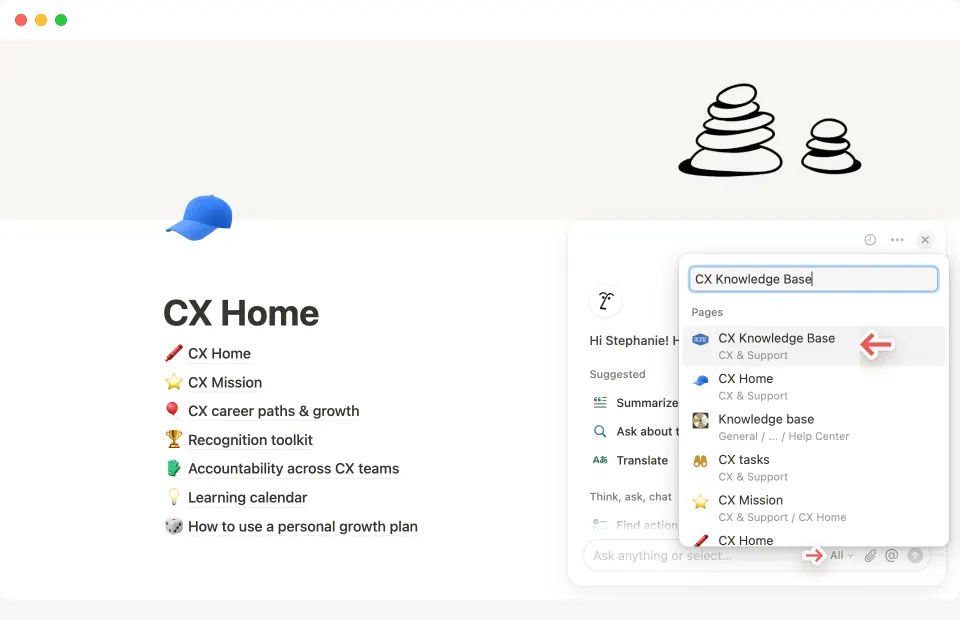 CX Home
CX Home
CX Mission
CX career paths & growth
Recognition toolkit
Accountability across CX teams
Learning calendar
How to use a personal growth plan
Hi Stephanie! H
Suggested
Summarize
Ask about t
Translate
Think, ask, chat
Find action
Ask anything or select...
All
CX Knowledge Base
Pages
CX Knowledge Base
CX & Support
CX Home
CX & Support
Knowledge base
General / ... / Help Center
CX tasks
CX & Support
CX Mission
CX & Support / CX Home
CX Home